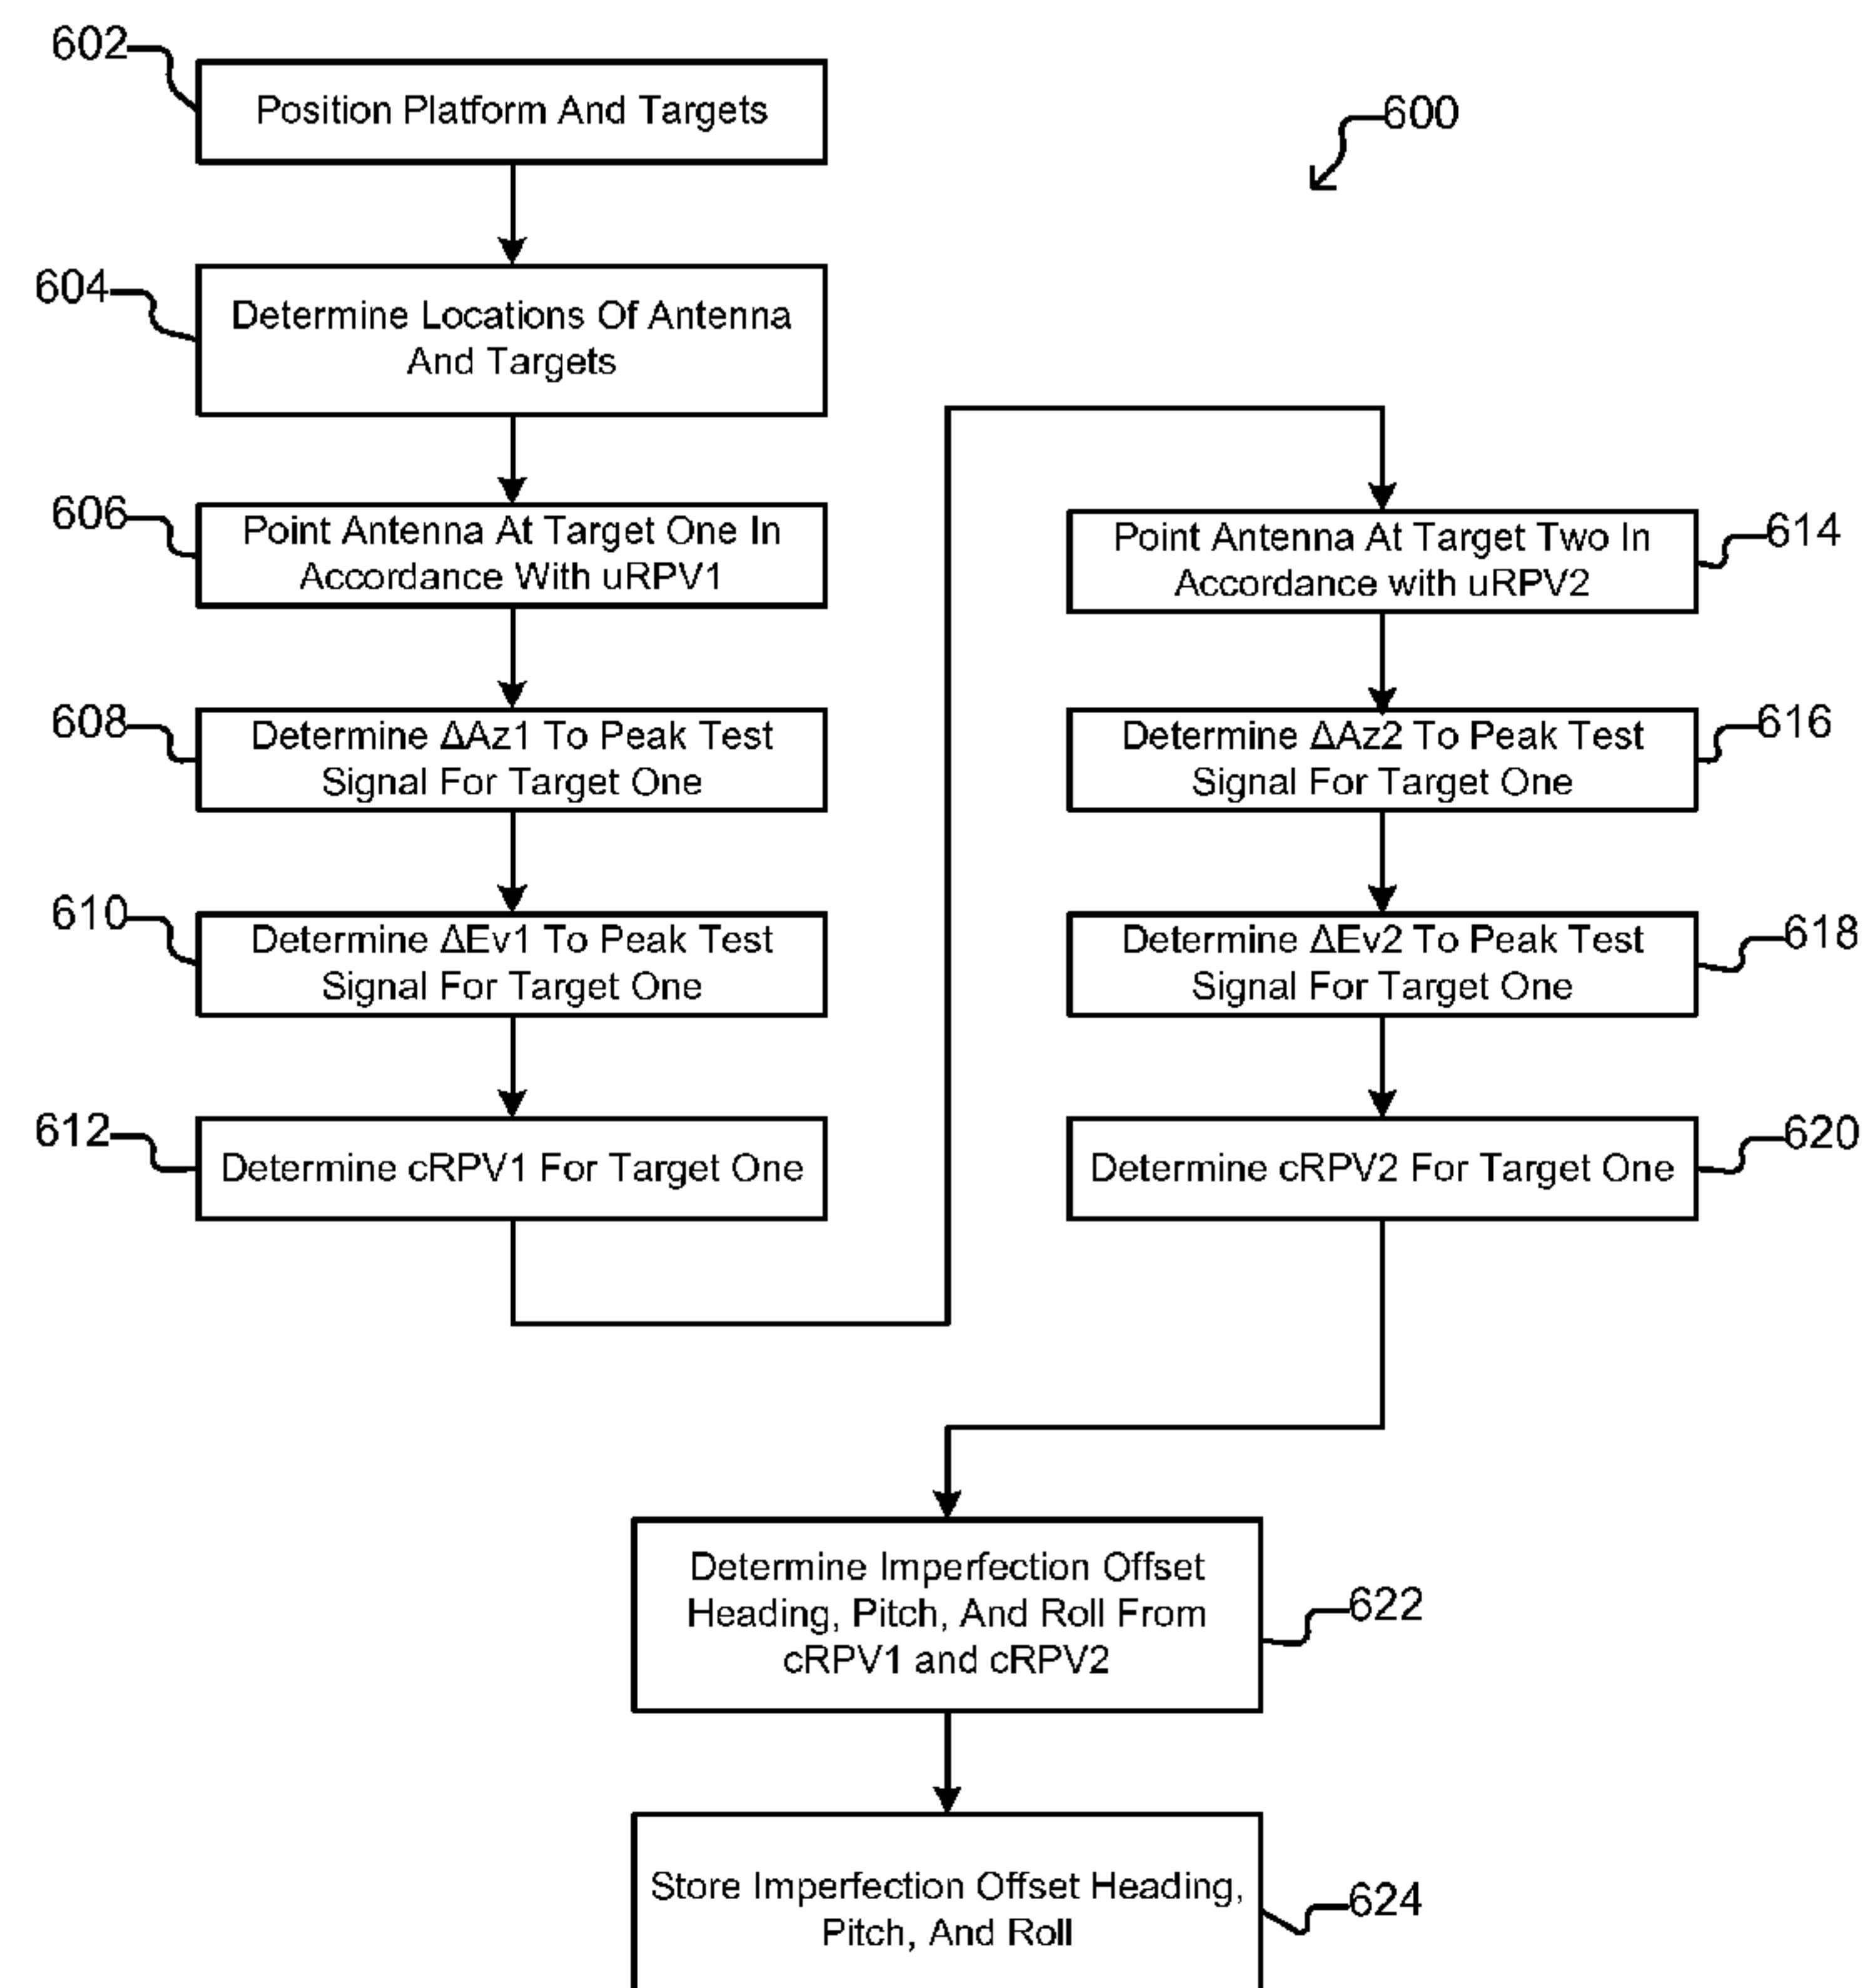 602
Position Platform And Targets
600
604
Determine Locations Of Antenna
And Targets
606
Point Antenna At Target One In
Accordance With uRPV1
608
Determine ΔAz1 To Peak Test
Signal For Target One
610
Determine ΔEv1 To Peak Test
Signal For Target One
612
Determine cRPV1 For Target One
Point Antenna At Target Two In
Accordance with uRPV2
614
Determine ΔAz2 To Peak Test
Signal For Target One
616
Determine ΔEv2 To Peak Test
Signal For Target One
618
Determine cRPV2 For Target One
620
Determine Imperfection Offset
Heading, Pitch, And Roll From
cRPV1 and cRPV2
622
Store Imperfection Offset Heading,
Pitch, And Roll
624